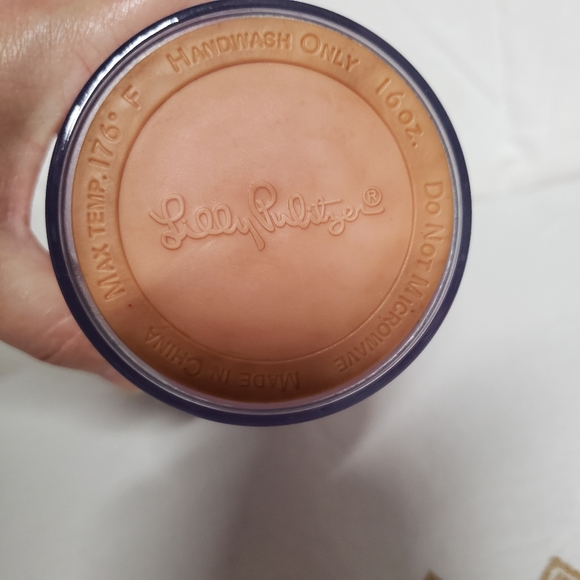 HANDWASH ONLY
16oz.
DO NOT MICROWAVE
MADE IN CHINA
MAX TEMP. 176° F
Lilly Pulitzer®